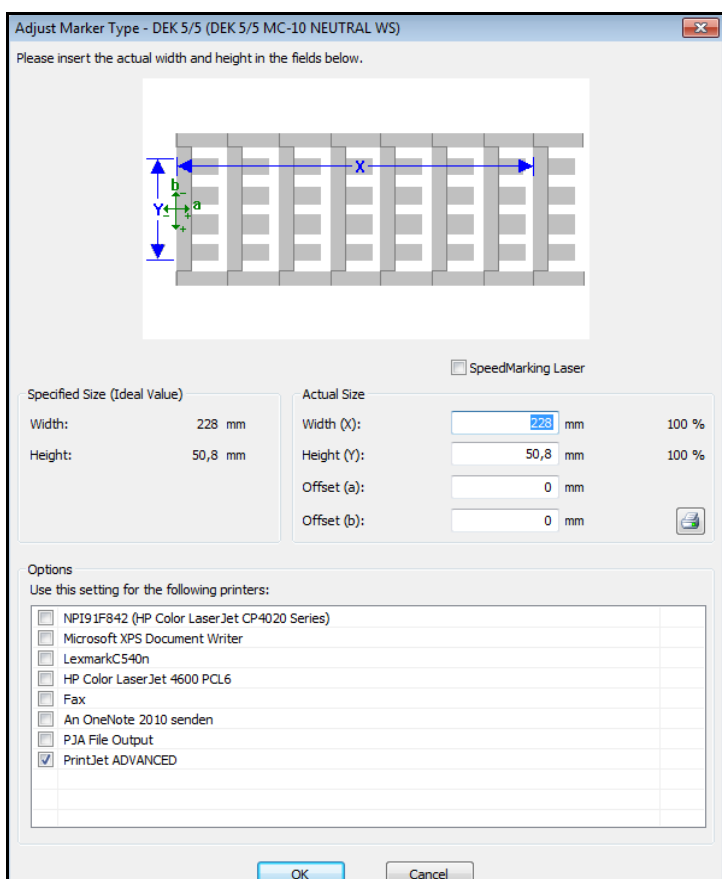 Adjust Marker Type - DEK 5/5 (DEK 5/5 MC-10 NEUTRAL WS)
Please insert the actual width and height in the fields below.
X
b
-
Y
a
-
+
+
SpeedMarking Laser
Specified Size (Ideal Value)
Width: 228 mm
Height: 50,8 mm
Actual Size
Width (X): 228 mm 100 %
Height (Y): 50,8 mm 100 %
Offset (a): 0 mm
Offset (b): 0 mm
Options
Use this setting for the following printers:
NPI91F842 (HP Color LaserJet CP4020 Series)
Microsoft XPS Document Writer
LexmarkC540n
HP Color LaserJet 4600 PCL6
Fax
An OneNote 2010 senden
PJA File Output
PrintJet ADVANCED
OK
Cancel